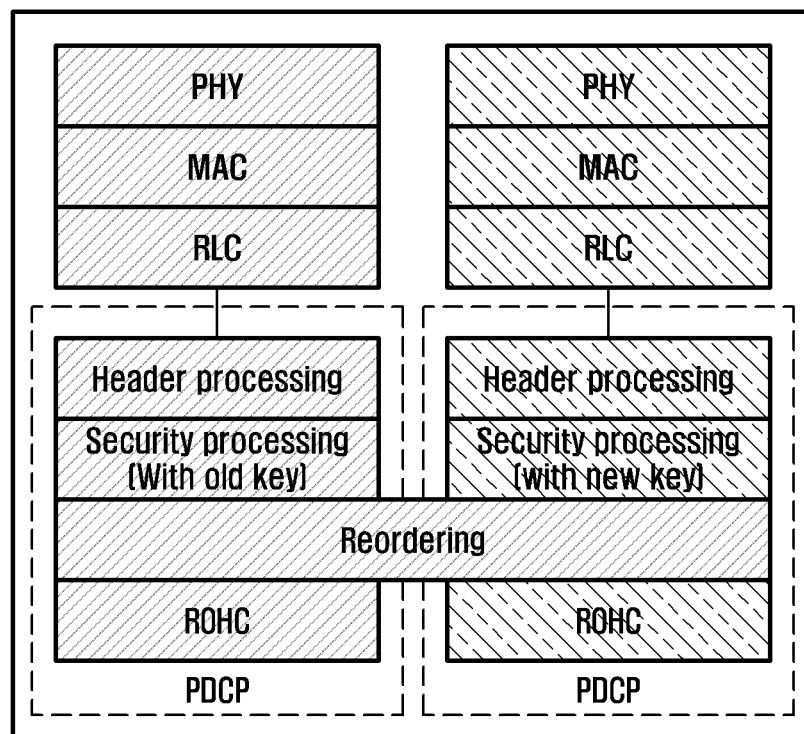 PHY
MAC
RLC
Header processing
Security processing
(With old key)
PHY
MAC
RLC
Header processing
Security processing
(with new key)
Reordering
ROHC
PDCP
ROHC
PDCP